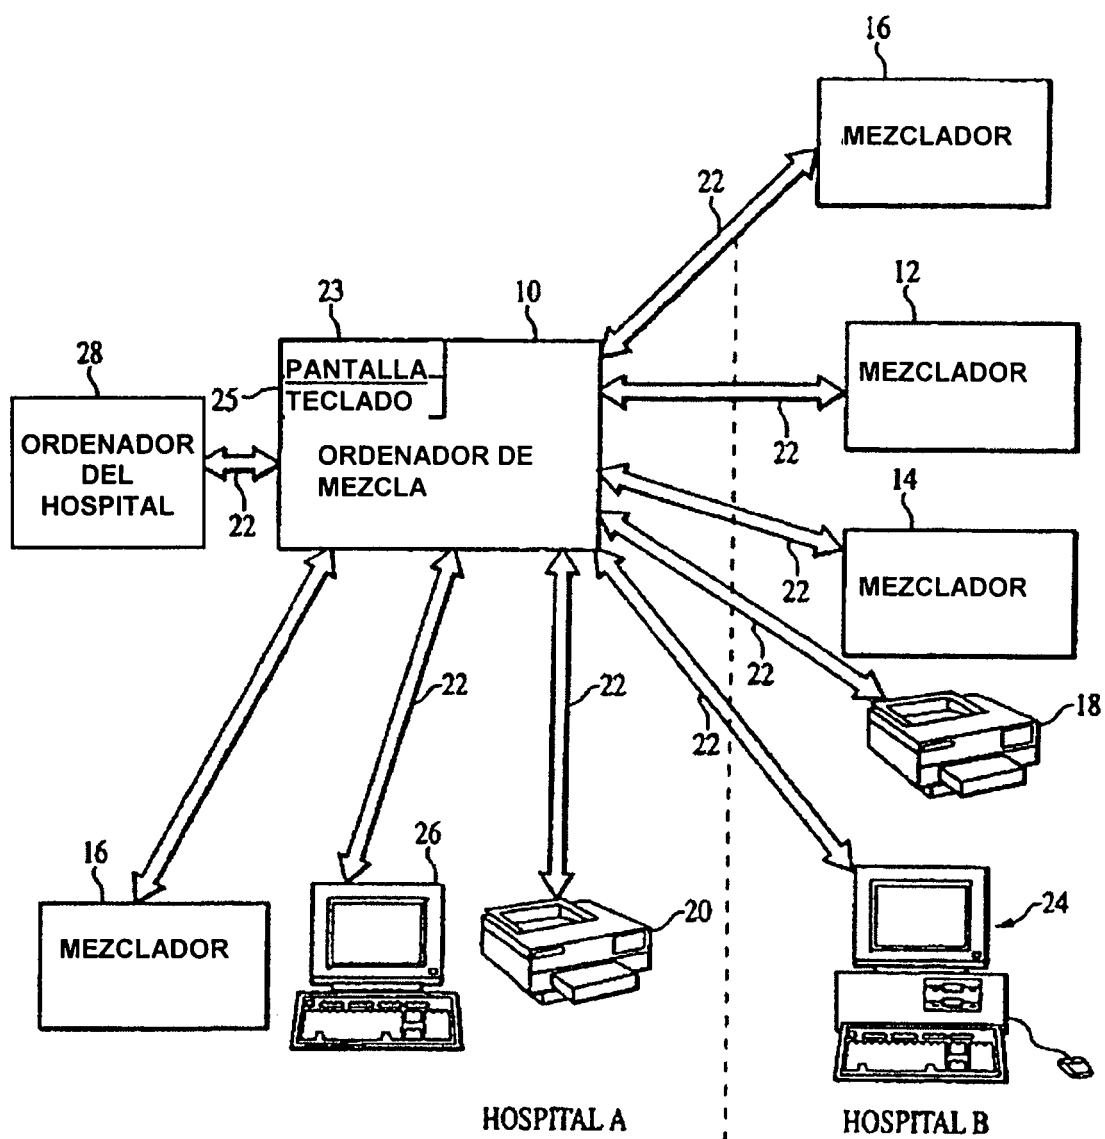 16
MEZCLADOR
22
12
MEZCLADOR
22
23
10
PANTALLA
25
TECLADO
ORDENADOR DE
MEZCLA
28
ORDENADOR
DEL
HOSPITAL
22
14
MEZCLADOR
22
22
22
22
22
18
16
MEZCLADOR
26
20
24
HOSPITAL A
HOSPITAL B